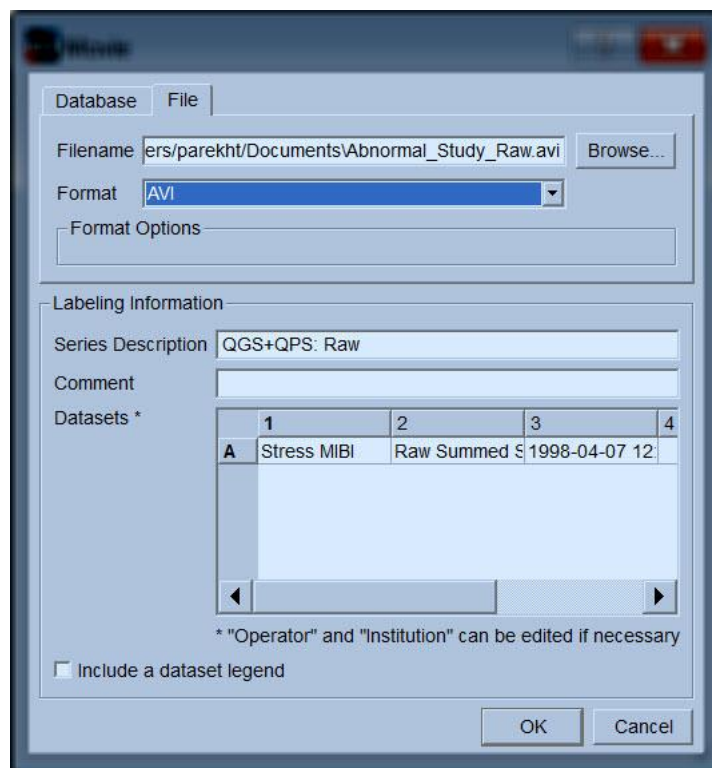 Movie
Database File
Filename ers/parekht/Documents\Abnormal_Study_Raw.avi Browse...
Format AVI
Format Options
Labeling Information
Series Description QGS+QPS: Raw
Comment
Datasets *
1 2 3 4
A Stress MIBI Raw Summed S 1998-04-07 12:
* "Operator" and "Institution" can be edited if necessary
Include a dataset legend
OK Cancel